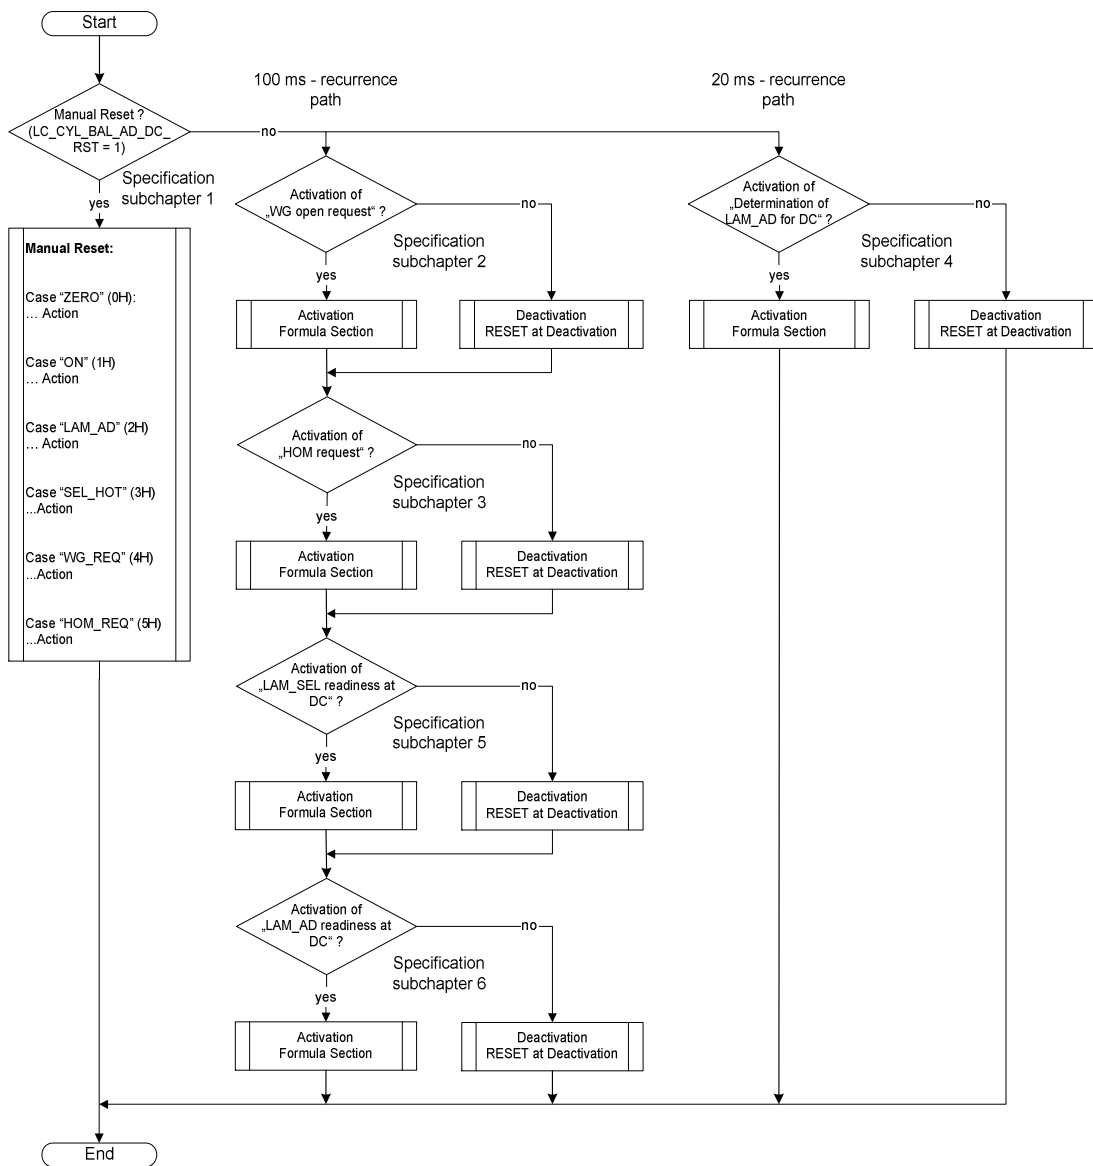 Start
Manual Reset ?
(LC_CYL_BAL_AD_DC_
RST = 1)
no
yes
Specification
subchapter 1
Manual Reset:
Case “ZERO” (0H):
… Action
Case “ON” (1H)
… Action
Case “LAM_AD” (2H)
… Action
Case “SEL_HOT” (3H)
...Action
Case “WG_REQ” (4H)
...Action
Case “HOM_REQ” (5H)
...Action
100 ms - recurrence
path
Activation of
„WG open request“ ?
no
Specification
subchapter 2
yes
Activation
Formula Section
Deactivation
RESET at Deactivation
Activation of
„HOM request“ ?
no
Specification
subchapter 3
yes
Activation
Formula Section
Deactivation
RESET at Deactivation
Activation of
„LAM_SEL readiness at
DC“ ?
no
Specification
subchapter 5
yes
Activation
Formula Section
Deactivation
RESET at Deactivation
Activation of
„LAM_AD readiness at
DC“ ?
no
Specification
subchapter 6
yes
Activation
Formula Section
Deactivation
RESET at Deactivation
20 ms - recurrence
path
Activation of
„Determination of
LAM_AD for DC“ ?
no
Specification
subchapter 4
yes
Activation
Formula Section
Deactivation
RESET at Deactivation
End